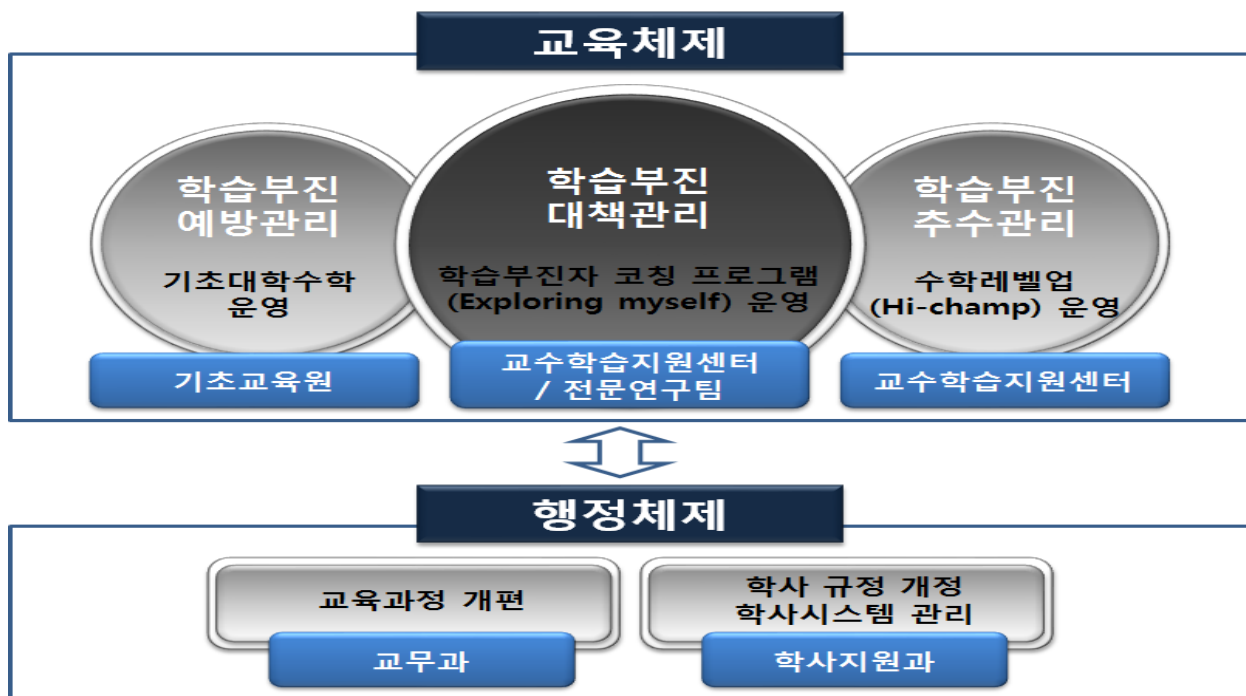 교육체제
학습부진
예방관리
기초대학수학
운영
기초교육원
학습부진
대책관리
학습부진자 코칭 프로그램
(Exploring myself) 운영
교수학습지원센터
/ 전문연구팀
학습부진
추수관리
수학레벨업
(Hi-champ) 운영
교수학습지원센터
행정체제
교육과정 개편
교무과
학사 규정 개정
학사시스템 관리
학사지원과